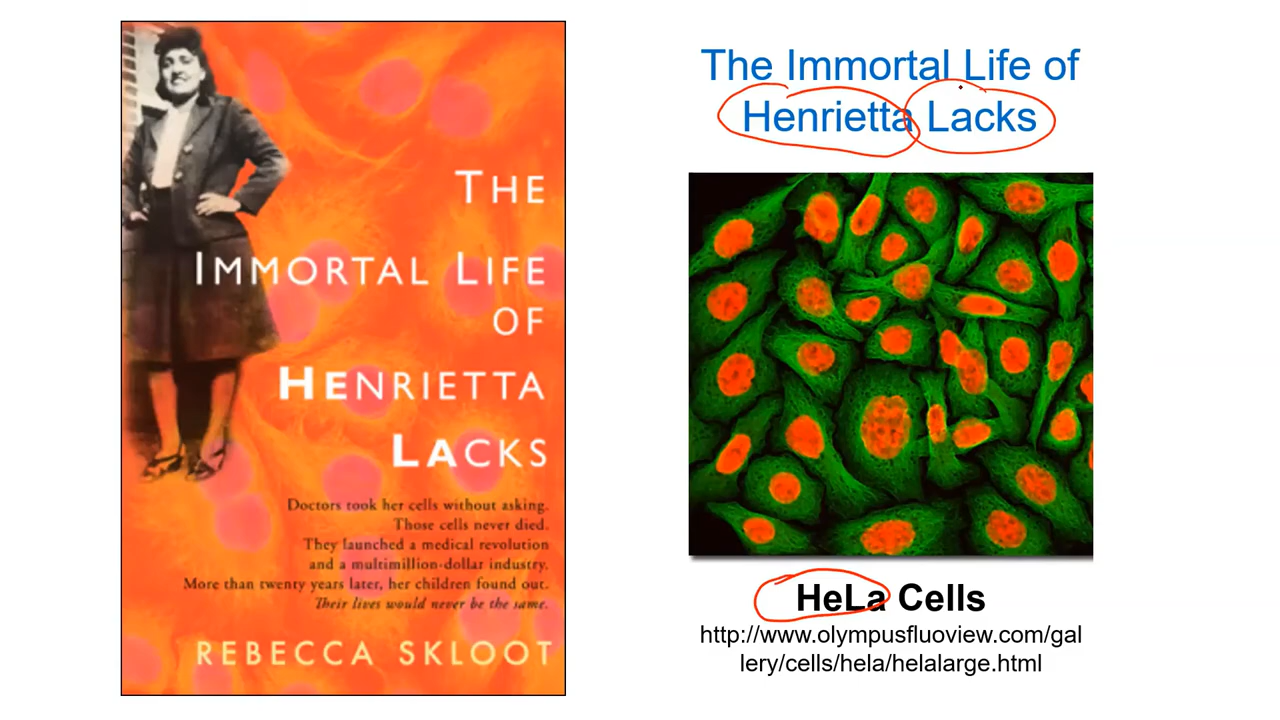 THE
IMMORTAL LIFE
OF
HENRIETTA
LACKS
Doctors took her cells without asking.
Those cells never died.
They launched a medical revolution
and a multimillion-dollar industry.
More than twenty years later, her children found out.
Their lives would never be the same.
REBECCA SKLOOT
The Immortal Life of
Henrietta Lacks
HeLa Cells
http://www.olympusfluoview.com/gal
lery/cells/hela/helalarge.html